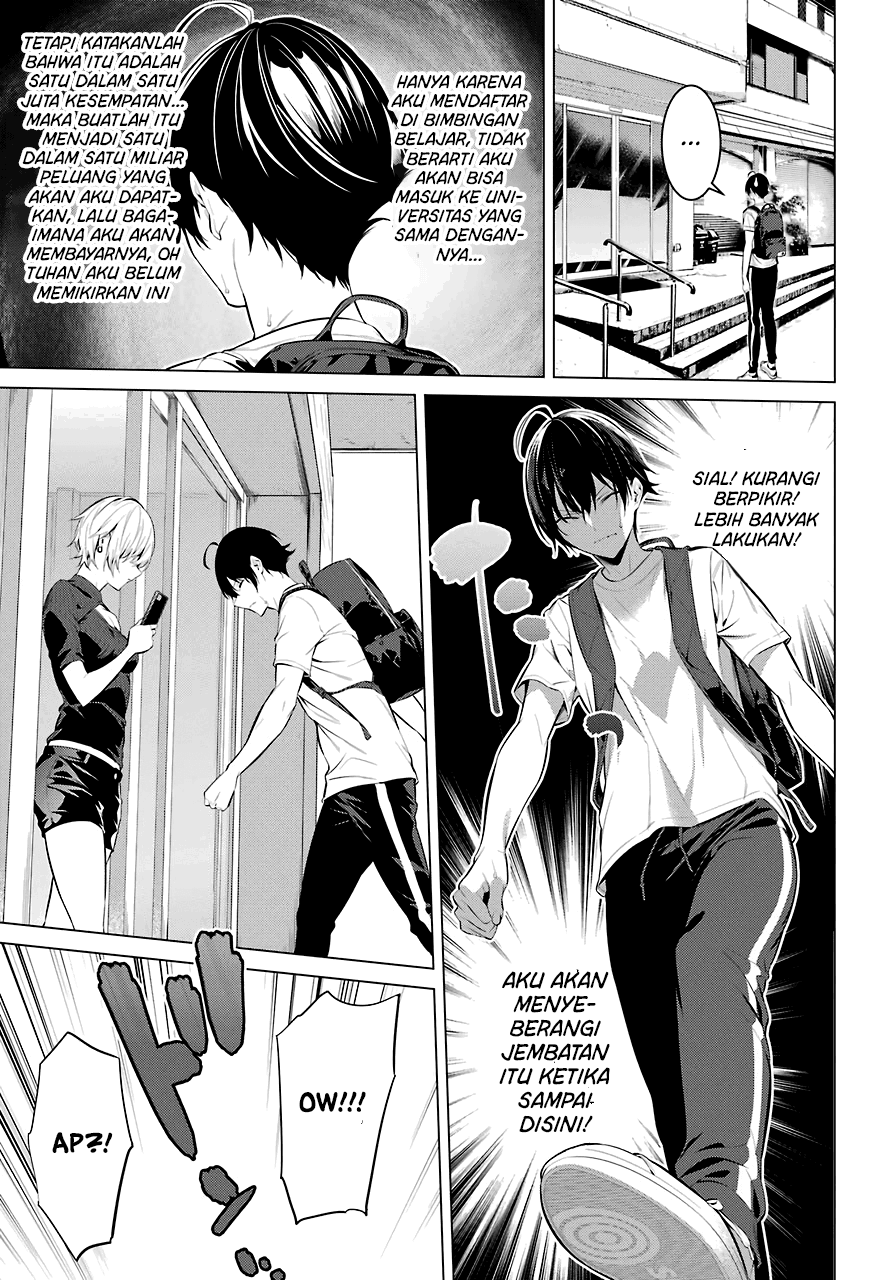 ...
HANYA KARENA
AKU MENDAFTAR
DI BIMBINGAN
BELAJAR, TIDAK
BERARTI AKU
AKAN BISA
MASUK KE UNI-
VERSITAS YANG
SAMA DENGAN-
NYA...
TETAPI KATAKANLAH
BAHWA ITU ADALAH
SATU DALAM SATU
JUTA KESEMPATAN...
MAKA BUATLAH ITU
MENJADI SATU
DALAM SATU MILIAR
PELUANG YANG
AKAN AKU DAPAT-
KAN, LALU BAGA-
IMANA AKU AKAN
MEMBAYARNYA, OH
TUHAN AKU BELUM
MEMIKIRKAN INI
SIAL! KURANGI
BERPIKIR!
LEBIH BANYAK
LAKUKAN!
AKU AKAN
MENYE-
BERANGI
JEMBATAN
ITU KETIKA
SAMPAI
DISINI!
OW!!!
AP?!